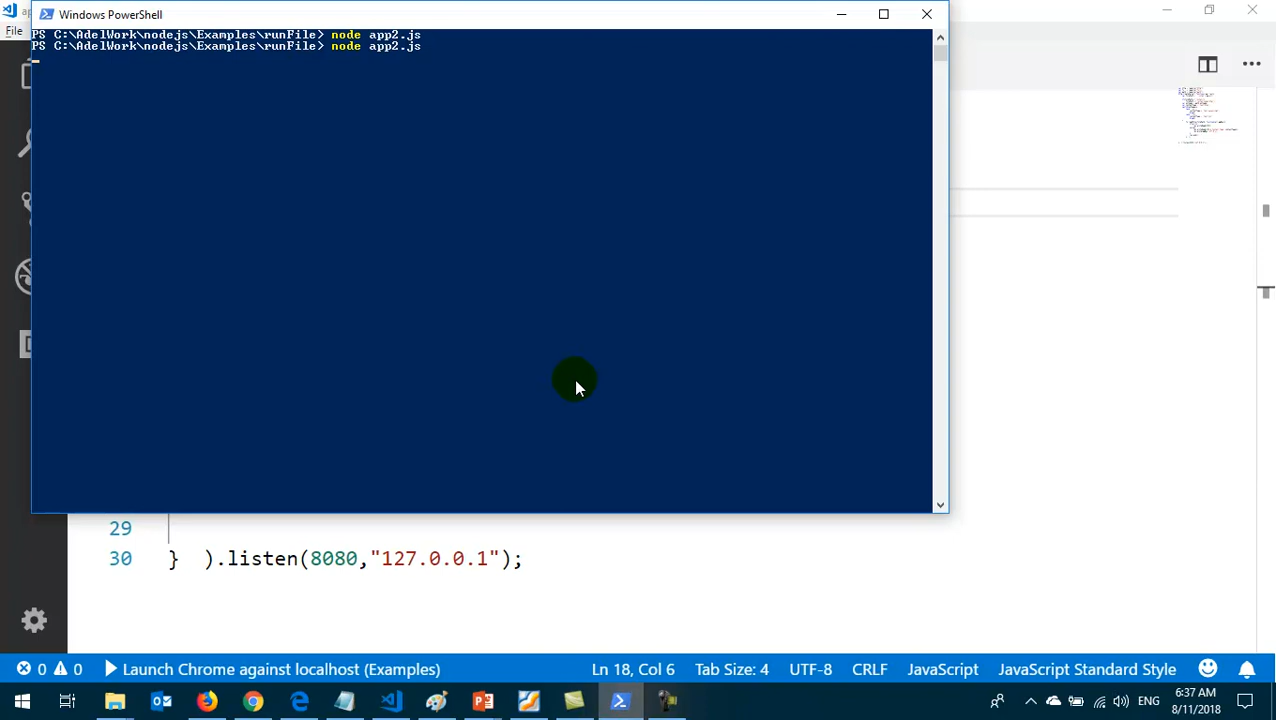 Windows PowerShell
File
PS C:\AdelWork\nodejs\Examples\runFile> node app2.js
PS C:\AdelWork\nodejs\Examples\runFile> node app2.js
29
30 } ).listen(8080,"127.0.0.1");
0 0 Launch Chrome against localhost (Examples) Ln 18, Col 6 Tab Size: 4 UTF-8 CRLF JavaScript JavaScript Standard Style
ENG 6:37 AM
8/11/2018